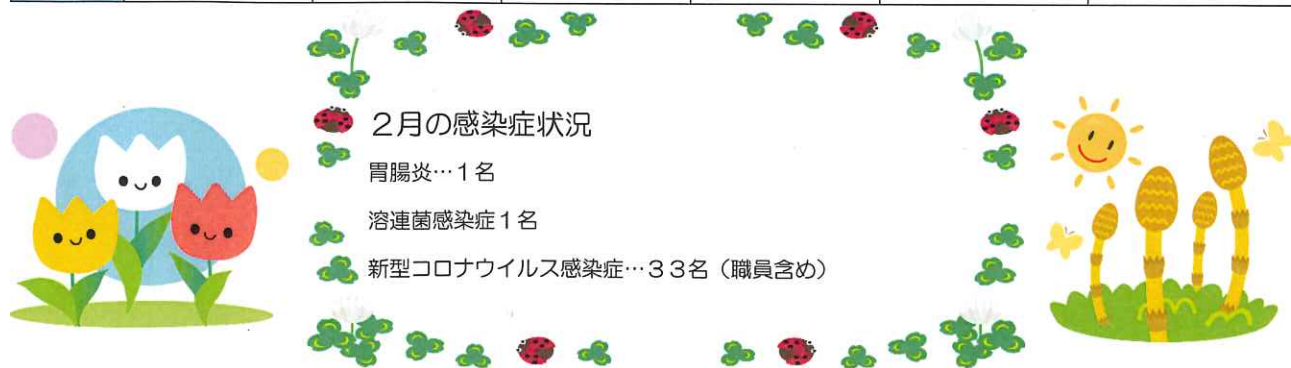 ２月の感染症状況
胃腸炎…１名
溶連菌感染症１名
新型コロナウイルス感染症…３３名（職員含め）